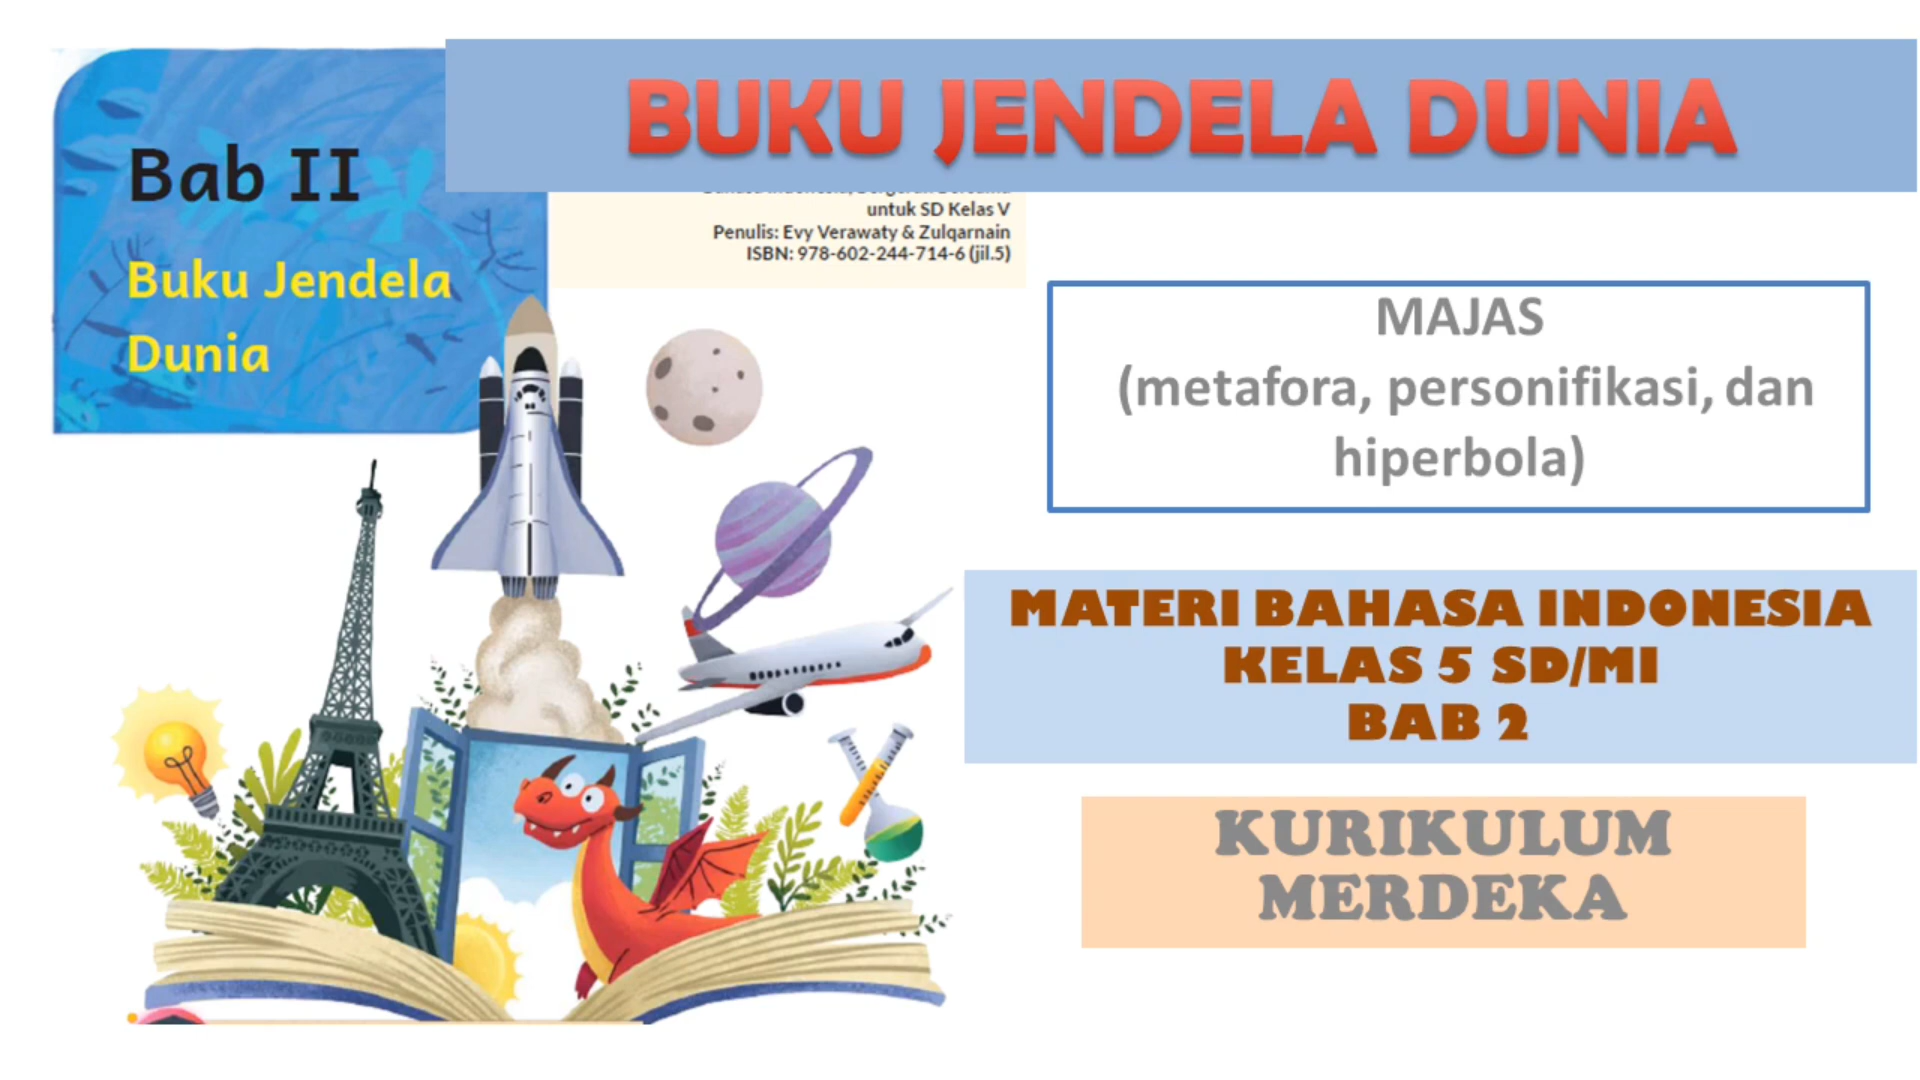 BUKU JENDELA DUNIA
Bab II
Buku Jendela
Dunia
untuk SD Kelas V
Penulis: Evy Verawaty & Zulqarnain
ISBN: 978-602-244-714-6 (jil.5)
MAJAS
(metafora, personifikasi, dan
hiperbola)
MATERI BAHASA INDONESIA
KELAS 5 SD/MI
BAB 2
KURIKULUM
MERDEKA